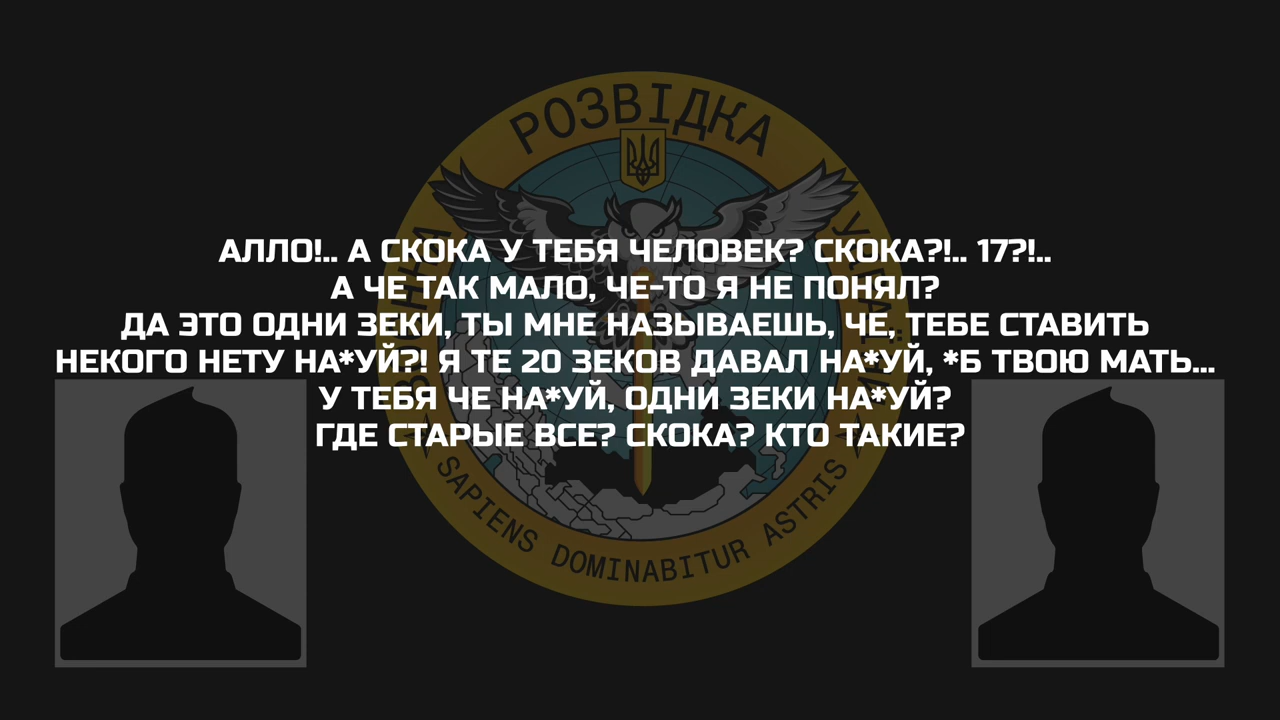 РОЗВІДКА
АЛЛО!.. А СКОКА У ТЕБЯ ЧЕЛОВЕК? СКОКА?!.. 17?!..
А ЧЕ ТАК МАЛО, ЧЕ-ТО Я НЕ ПОНЯЛ?
ДА ЭТО ОДНИ ЗЕКИ, ТЫ МНЕ НАЗЫВАЕШЬ, ЧЕ, ТЕБЕ СТАВИТЬ
НЕКОГО НЕТУ НА*УЙ?! Я ТЕ 20 ЗЕКОВ ДАВАЛ НА*УЙ, *Б ТВОЮ МАТЬ...
У ТЕБЯ ЧЕ НА*УЙ, ОДНИ ЗЕКИ НА*УЙ?
ГДЕ СТАРЫЕ ВСЕ? СКОКА? КТО ТАКИЕ?
SAPIENS DOMINABITUR ASTRIS